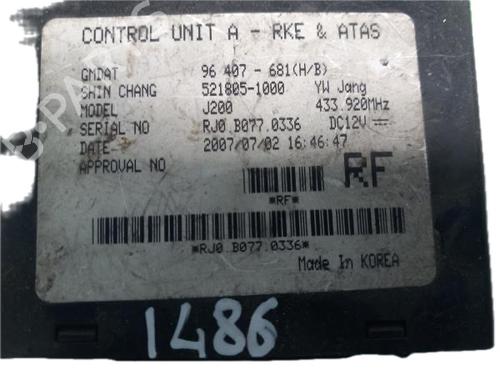 CONTROL UNIT A - RKE & ATAS
GMDAT 96 407 - 681(H/B)
SHIN CHANG 521805-1000 YW Jang
MODEL J200 433.920MHz
SERIAL NO RJ0.B077.0336 DC12V
DATE 2007/07/02 16:46:47
APPROVAL NO
RF
*RF*
*RJ0.B077.0336*
Made In KOREA
1486